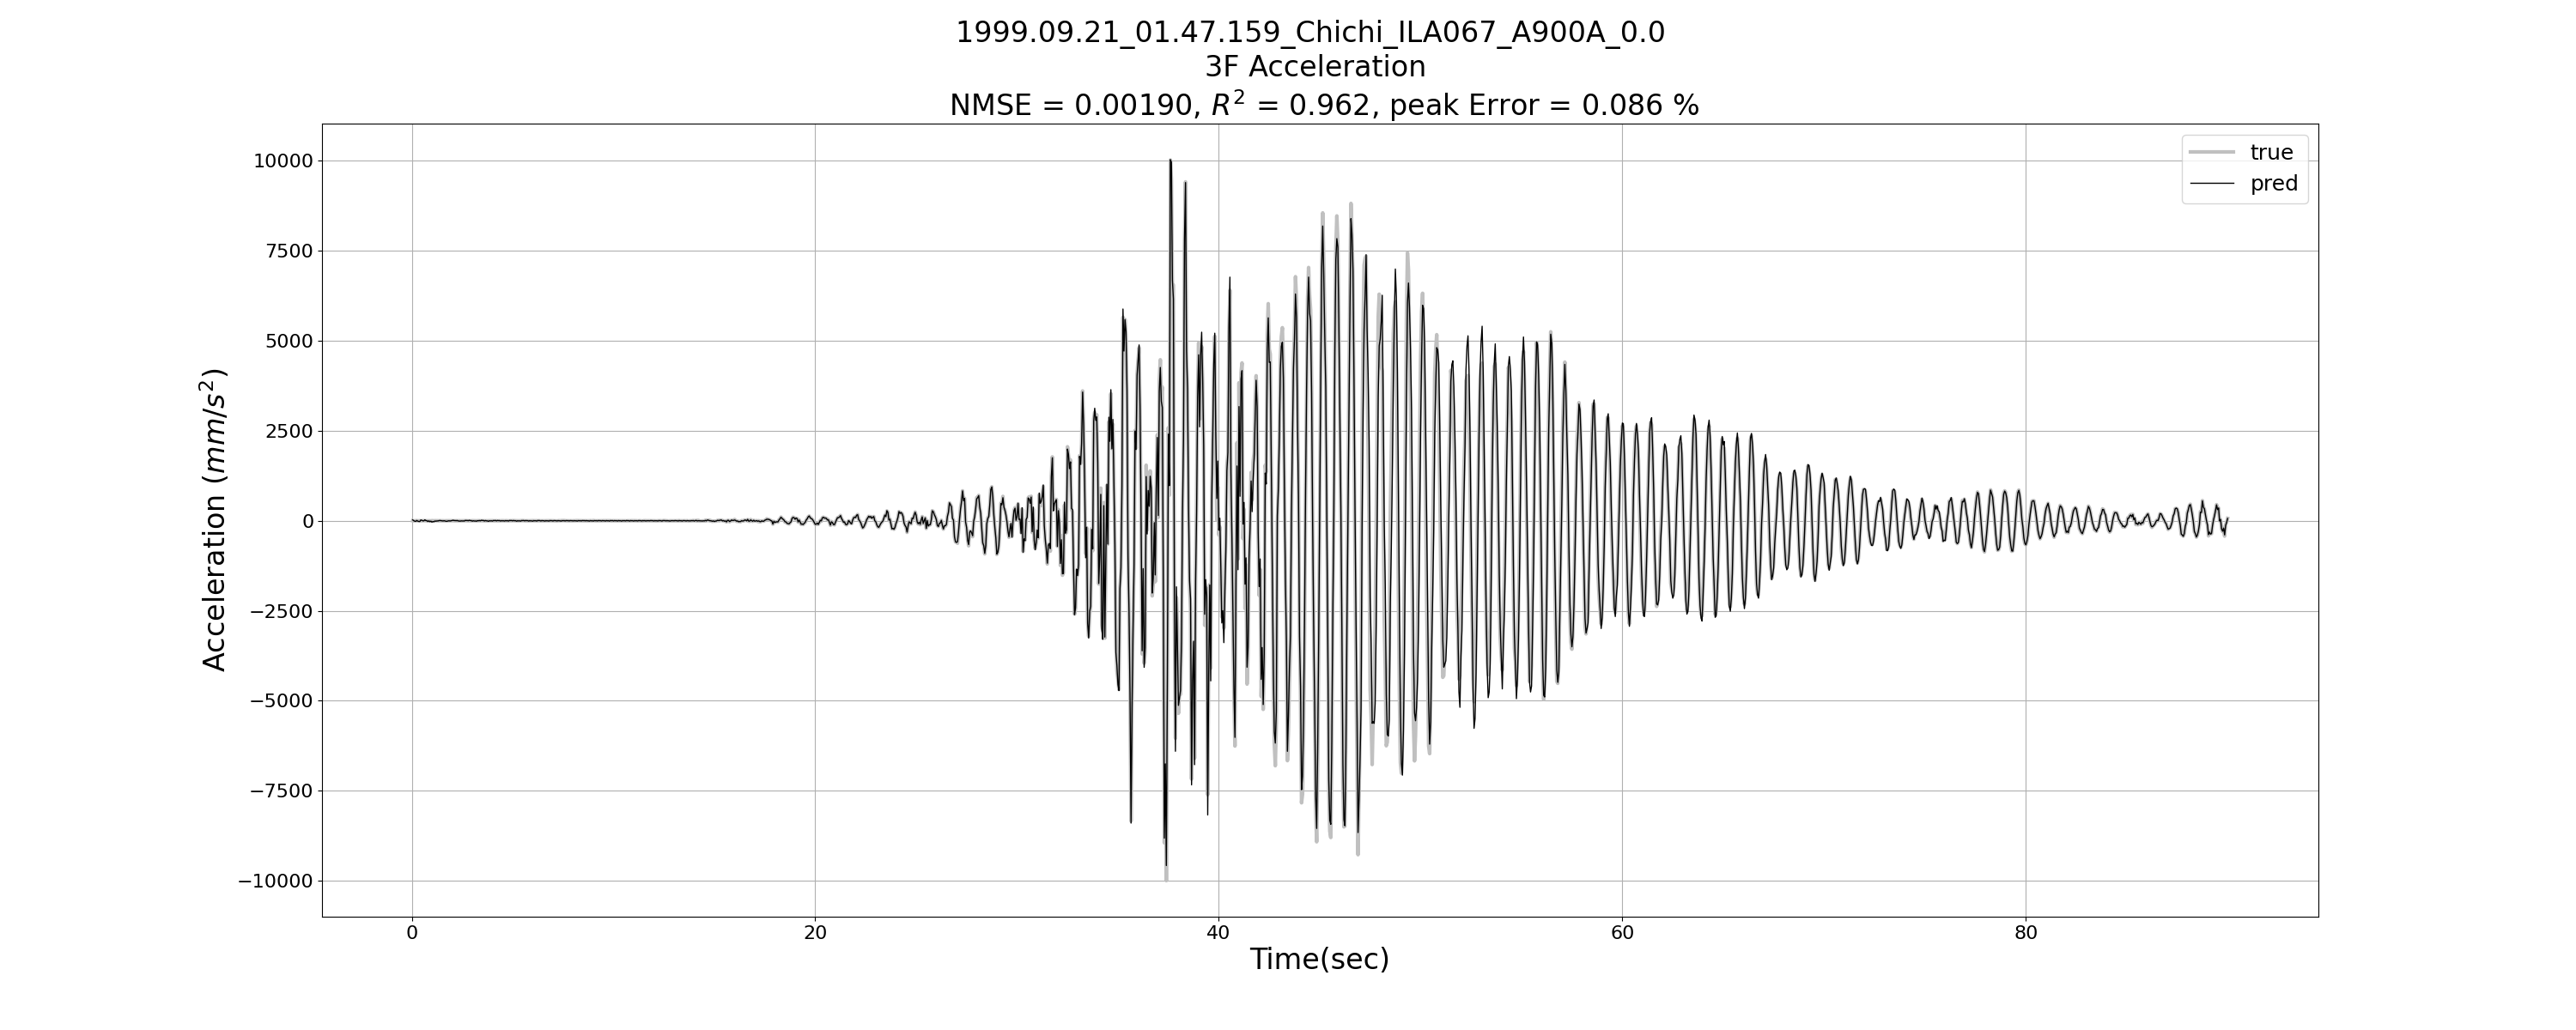 1999.09.21_01.47.159_Chichi_ILA067_A900A_0.0
3F Acceleration
NMSE = 0.00190, R² = 0.962, peak Error = 0.086 %
true
pred
10000
7500
5000
2500
0
−2500
−5000
−7500
−10000
Acceleration (mm/s²)
0 20 40 60 80
Time(sec)